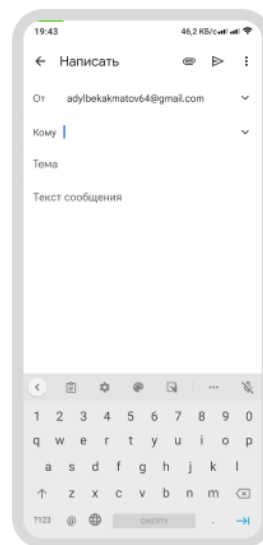 19:43 46,2 КБ/с
Написать
От adylbekakmatov64@gmail.com
Кому
Тема
Текст сообщения
1 2 3 4 5 6 7 8 9 0
q w e r t y u i o p
a s d f g h j k l
z x c v b n m
?123 @ QWERTY .